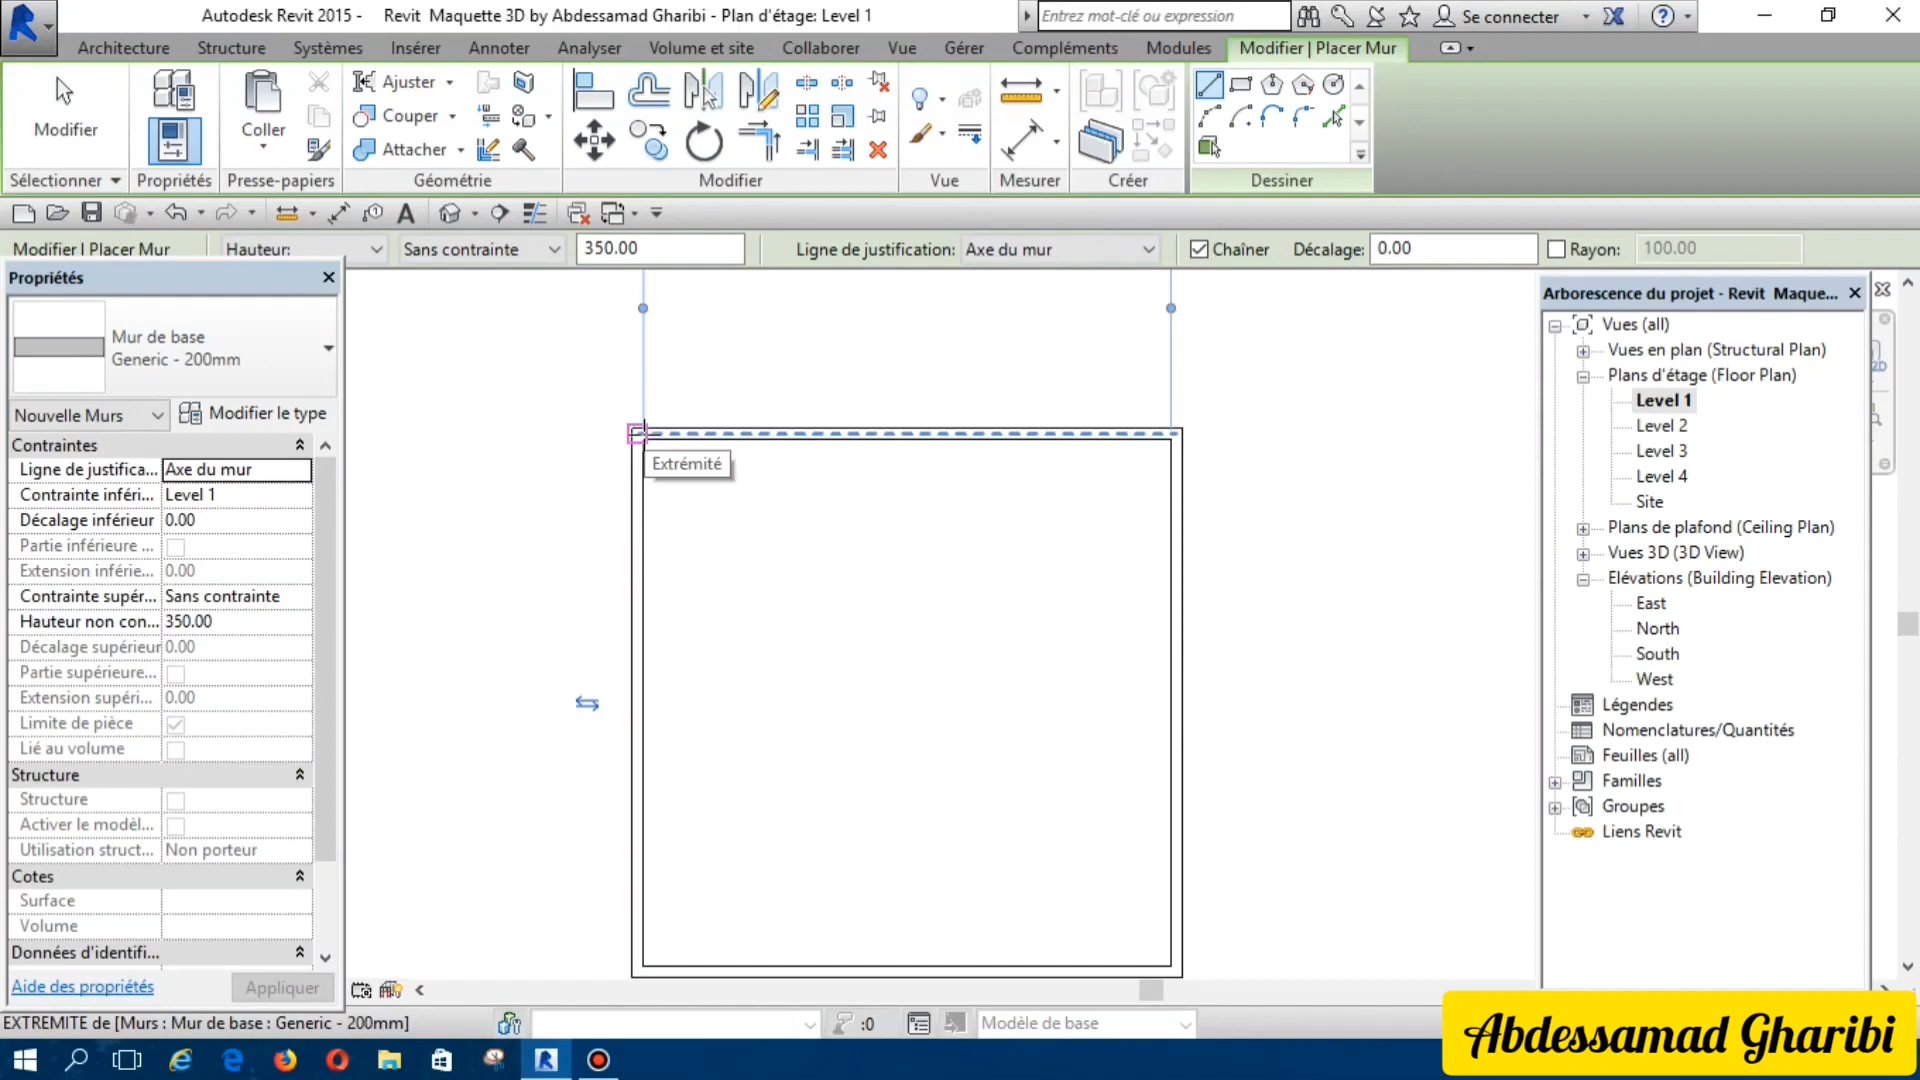 Autodesk Revit 2015 - Revit Maquette 3D by Abdessamad Gharibi - Plan d'étage: Level 1
Entrez mot-clé ou expression
Se connecter
Architecture Structure Systèmes Insérer Annoter Analyser Volume et site Collaborer Vue Gérer Compléments Modules Modifier | Placer Mur
Modifier
Coller
Ajuster
Couper
Attacher
Sélectionner Propriétés Presse-papiers Géométrie Modifier Vue Mesurer Créer Dessiner
Modifier | Placer Mur Hauteur: Sans contrainte 350.00 Ligne de justification: Axe du mur Chaîner Décalage: 0.00 Rayon: 100.00
Propriétés
Mur de base
Generic - 200mm
Nouvelle Murs Modifier le type
Contraintes
Ligne de justifica... Axe du mur
Contrainte inféri... Level 1
Décalage inférieur 0.00
Partie inférieure ...
Extension inférie... 0.00
Contrainte supér... Sans contrainte
Hauteur non con... 350.00
Décalage supérieur 0.00
Partie supérieure...
Extension supéri... 0.00
Limite de pièce
Lié au volume
Structure
Structure
Activer le modèl...
Utilisation struct... Non porteur
Cotes
Surface
Volume
Données d'identifi...
Aide des propriétés Appliquer
Extrémité
Arborescence du projet - Revit Maque...
Vues (all)
Vues en plan (Structural Plan)
Plans d'étage (Floor Plan)
Level 1
Level 2
Level 3
Level 4
Site
Plans de plafond (Ceiling Plan)
Vues 3D (3D View)
Elévations (Building Elevation)
East
North
South
West
Légendes
Nomenclatures/Quantités
Feuilles (all)
Familles
Groupes
Liens Revit
2D
EXTREMITE de [Murs : Mur de base : Generic - 200mm]
:0
Modèle de base
Abdessamad Gharibi